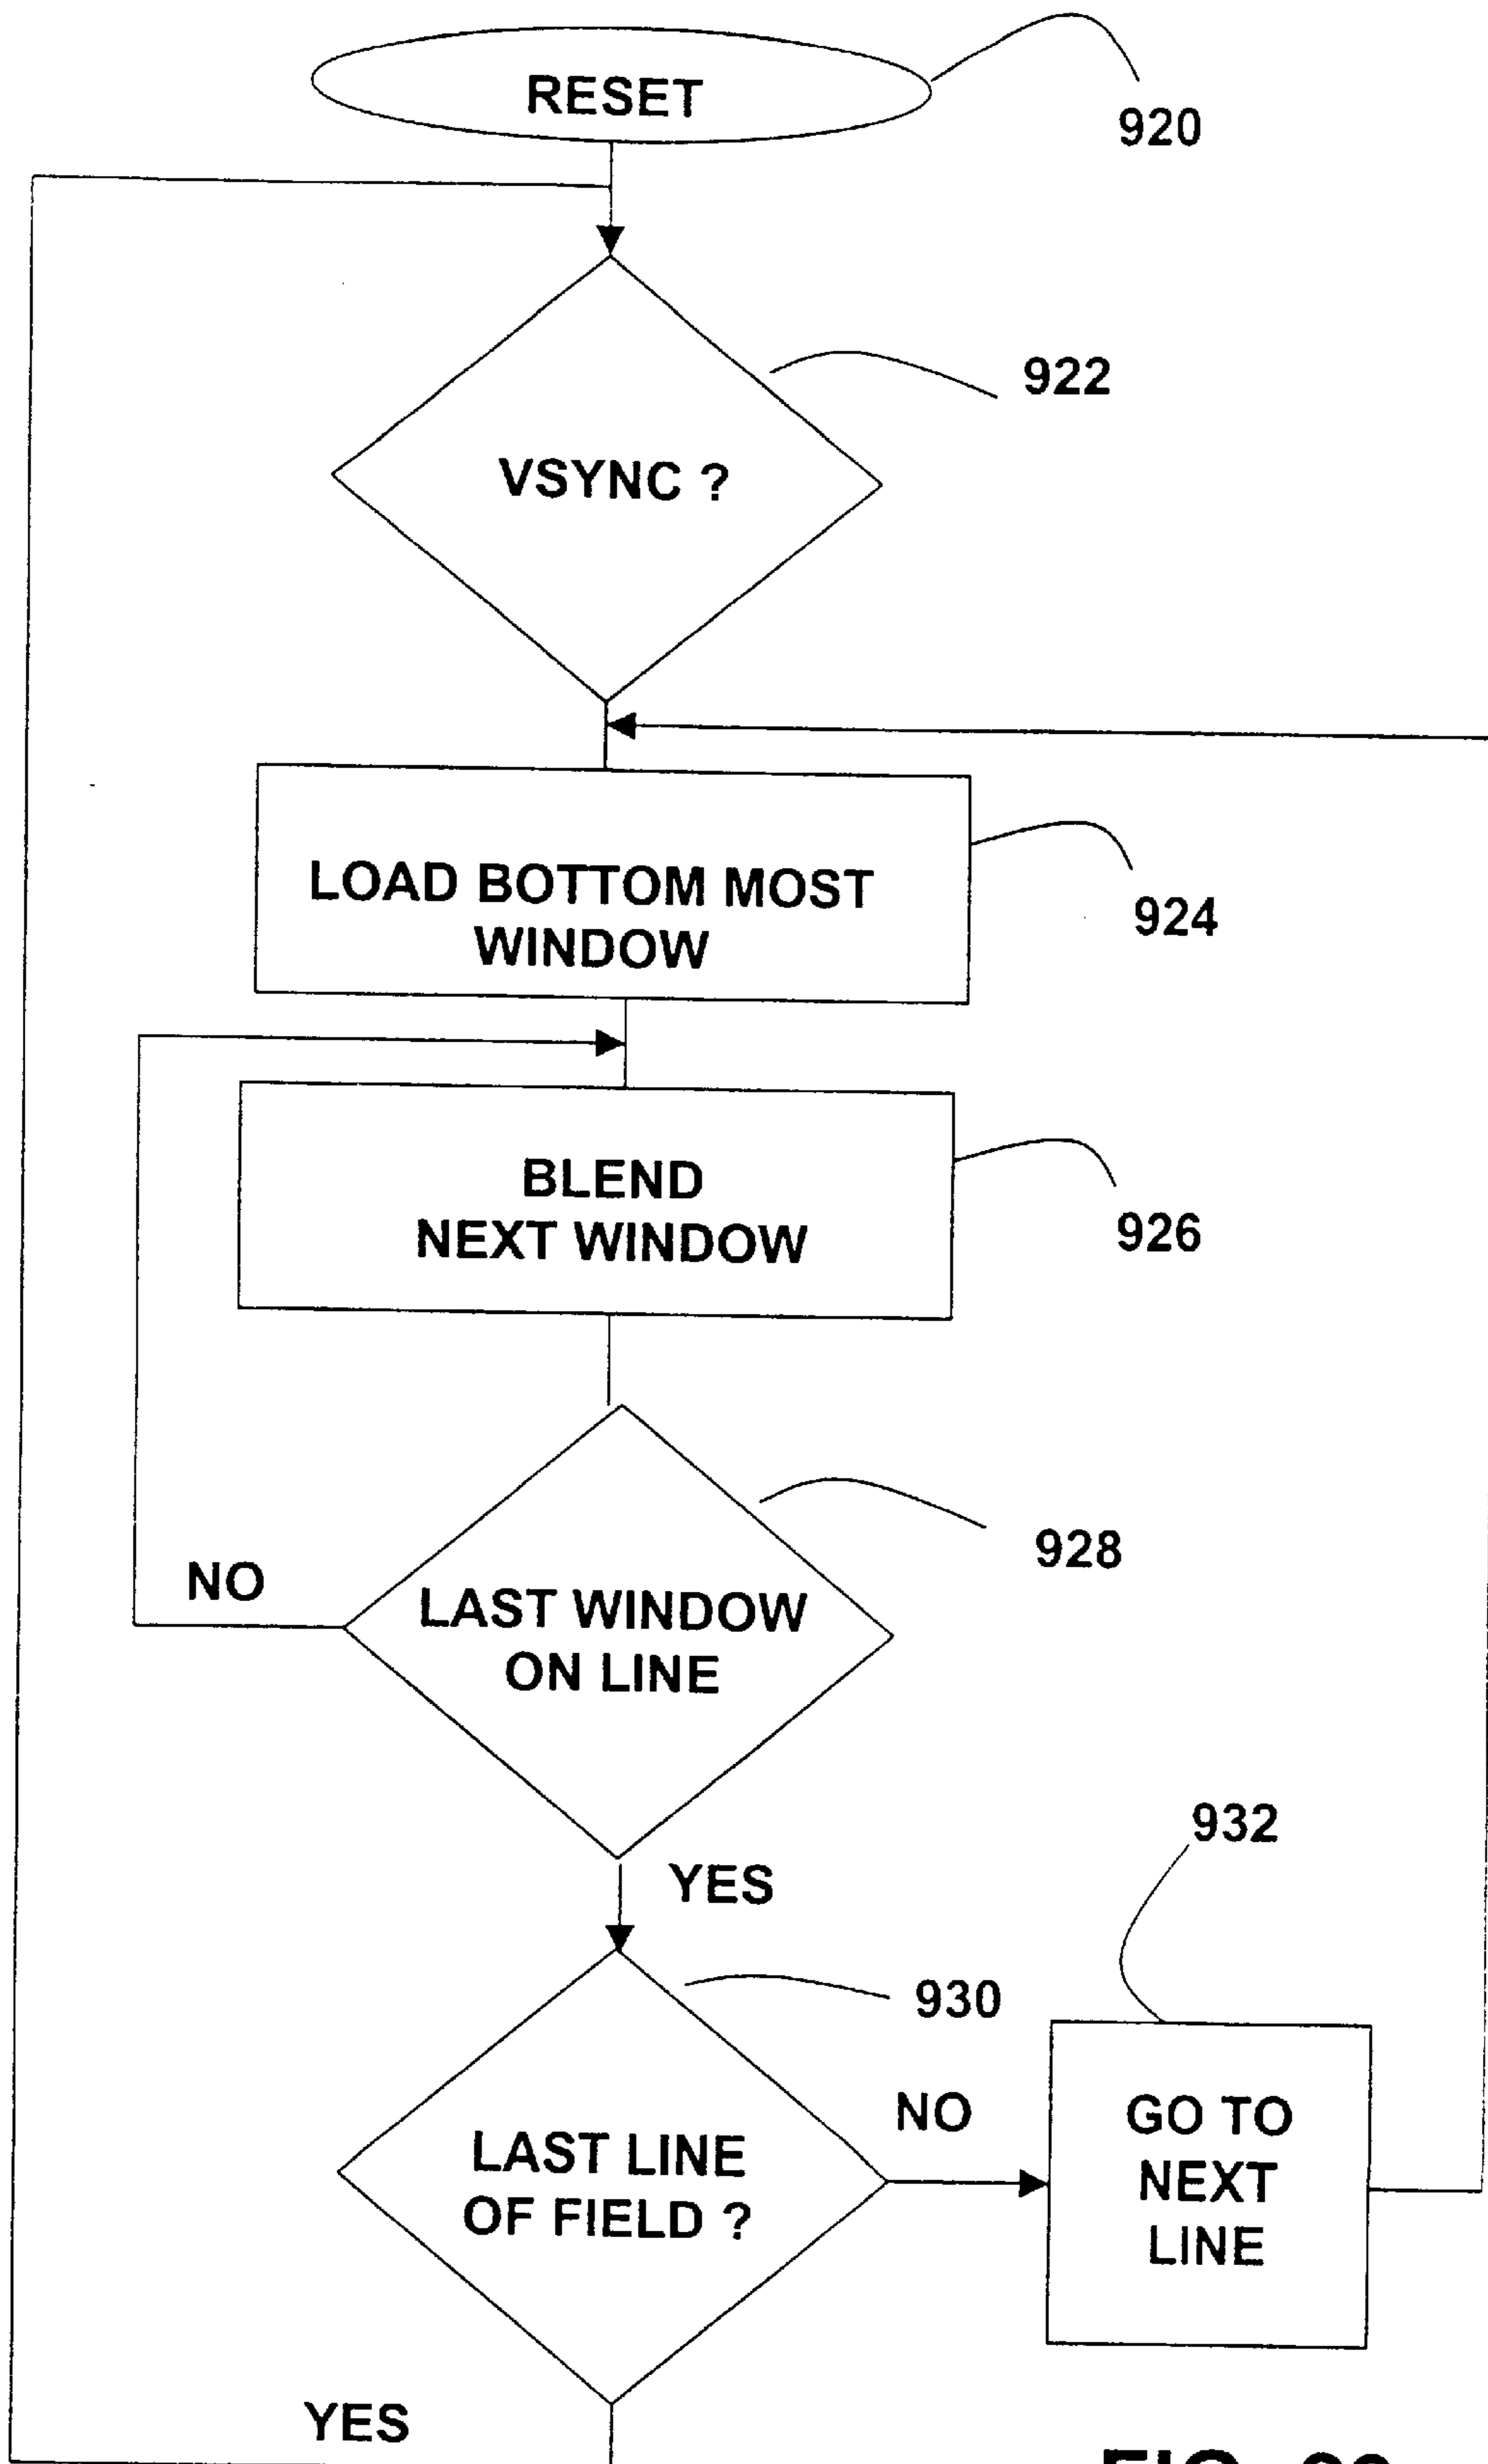 RESET
920
VSYNC ?
922
LOAD BOTTOM MOST
WINDOW
924
BLEND
NEXT WINDOW
926
LAST WINDOW
ON LINE
928
NO
YES
932
930
LAST LINE
OF FIELD ?
NO
GO TO
NEXT
LINE
YES
FIG.